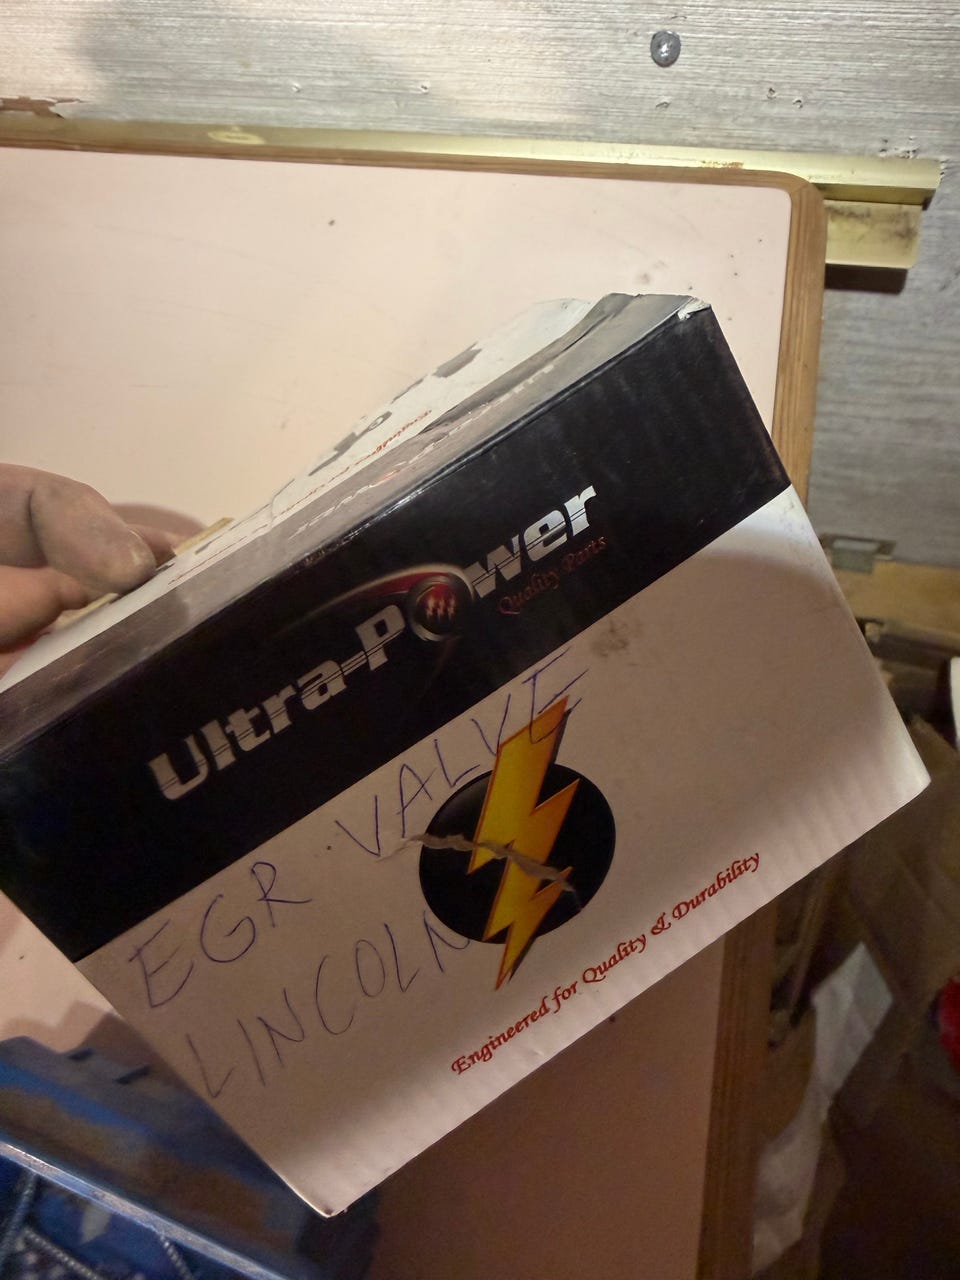 Ultra-Power
Quality Parts
EGR VALVE
LINCOLN
Engineered for Quality & Durability